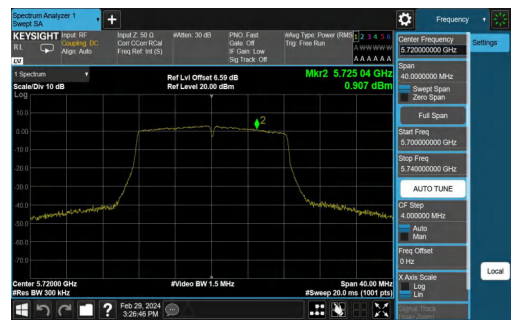 Spectrum Analyzer 1
Swept SA
+
Frequency
KEYSIGHT Input: RF
Coupling: DC
Align: Auto
RL
LV
Input Z: 50 Ω
Corr CCorr RCal
Freq Ref: Int (S)
#Atten: 30 dB
PNO: Fast
Gate: Off
IF Gain: Low
Sig Track: Off
#Avg Type: Power (RMS
Trig: Free Run
1 2 3 4 5 6
A W W W W W
A A A A A A
Center Frequency
5.720000000 GHz
Settings
1 Spectrum
Scale/Div 10 dB
Log
Ref Lvl Offset 6.59 dB
Ref Level 20.00 dBm
Mkr2 5.725 04 GHz
0.907 dBm
Span
40.0000000 MHz
Swept Span
Zero Span
Full Span
Start Freq
5.700000000 GHz
Stop Freq
5.740000000 GHz
AUTO TUNE
CF Step
4.000000 MHz
Auto
Man
Freq Offset
0 Hz
X Axis Scale
Log
Lin
Signal Track
Local
10.0
0.00
-10.0
-20.0
-30.0
-40.0
-50.0
-60.0
-70.0
2
Center 5.72000 GHz
#Res BW 300 kHz
#Video BW 1.5 MHz
Span 40.00 MHz
#Sweep 20.0 ms (1001 pts)
?
Feb 29, 2024
3:26:46 PM